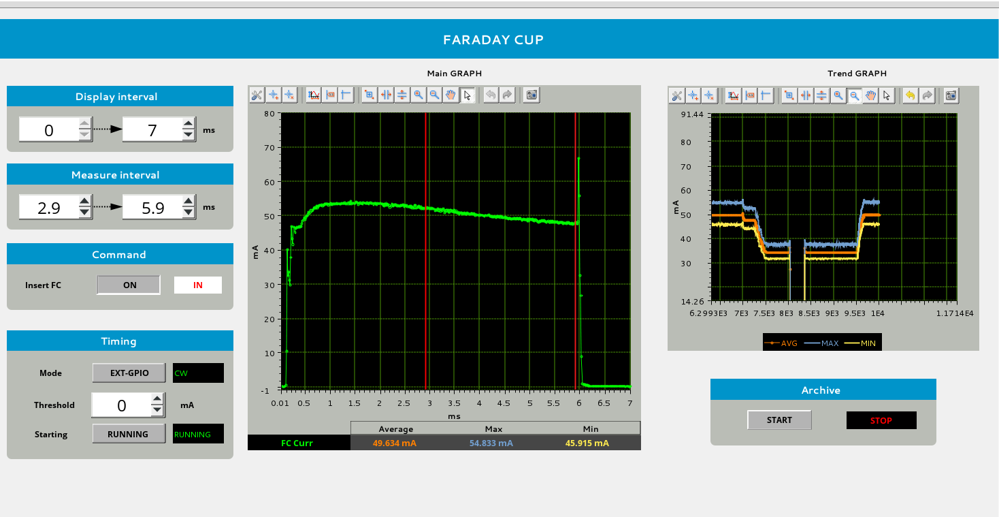 FARADAY CUP
Main GRAPH
Trend GRAPH
Display interval
0 7 ms
Measure interval
2.9 5.9 ms
Command
Insert FC ON IN
Timing
Mode EXT-GPIO CW
Threshold 0 mA
Starting RUNNING RUNNING
80
70
60
50
40
30
20
10
-1
mA
0.01 0.5 1 1.5 2 2.5 3 3.5 4 4.5 5 5.5 6 6.5 7
ms
Average Max Min
FC Curr 49.634 mA 54.833 mA 45.915 mA
91.44
80
70
60
50
40
30
14.26
mA
6.2993E3 7E3 7.5E3 8E3 8.5E3 9E3 9.5E3 1E4 1.1714E4
AVG MAX MIN
Archive
START STOP